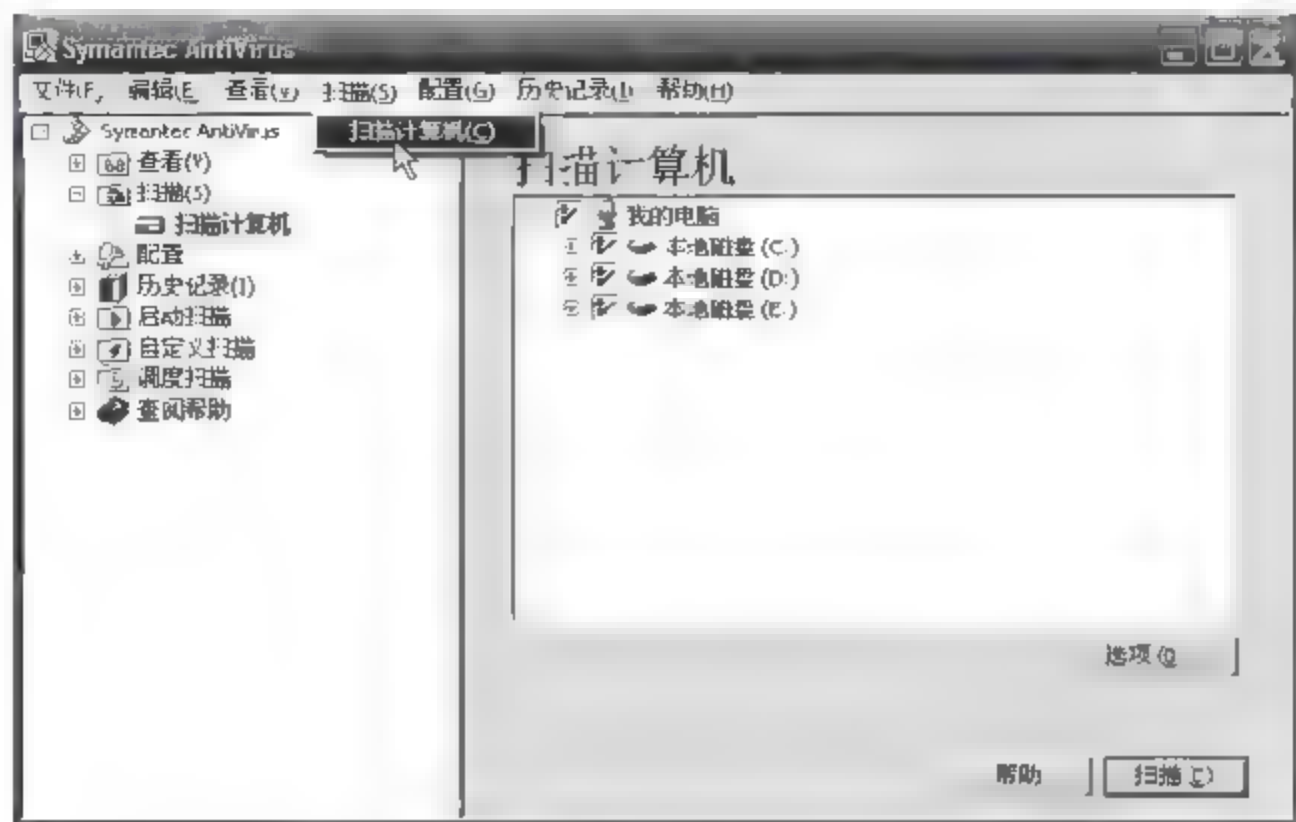 Symantec AntiVirus
文件(F) 编辑(E) 查看(V) 扫描(S) 配置(G) 历史记录(I) 帮助(H)
扫描计算机(C)
Symantec AntiVirus
查看(V)
扫描(S)
扫描计算机
配置
历史记录(I)
启动扫描
自定义扫描
调度扫描
查阅帮助
扫描计算机
我的电脑
本地磁盘 (C:)
本地磁盘 (D:)
本地磁盘 (E:)
选项(O
帮助
扫描